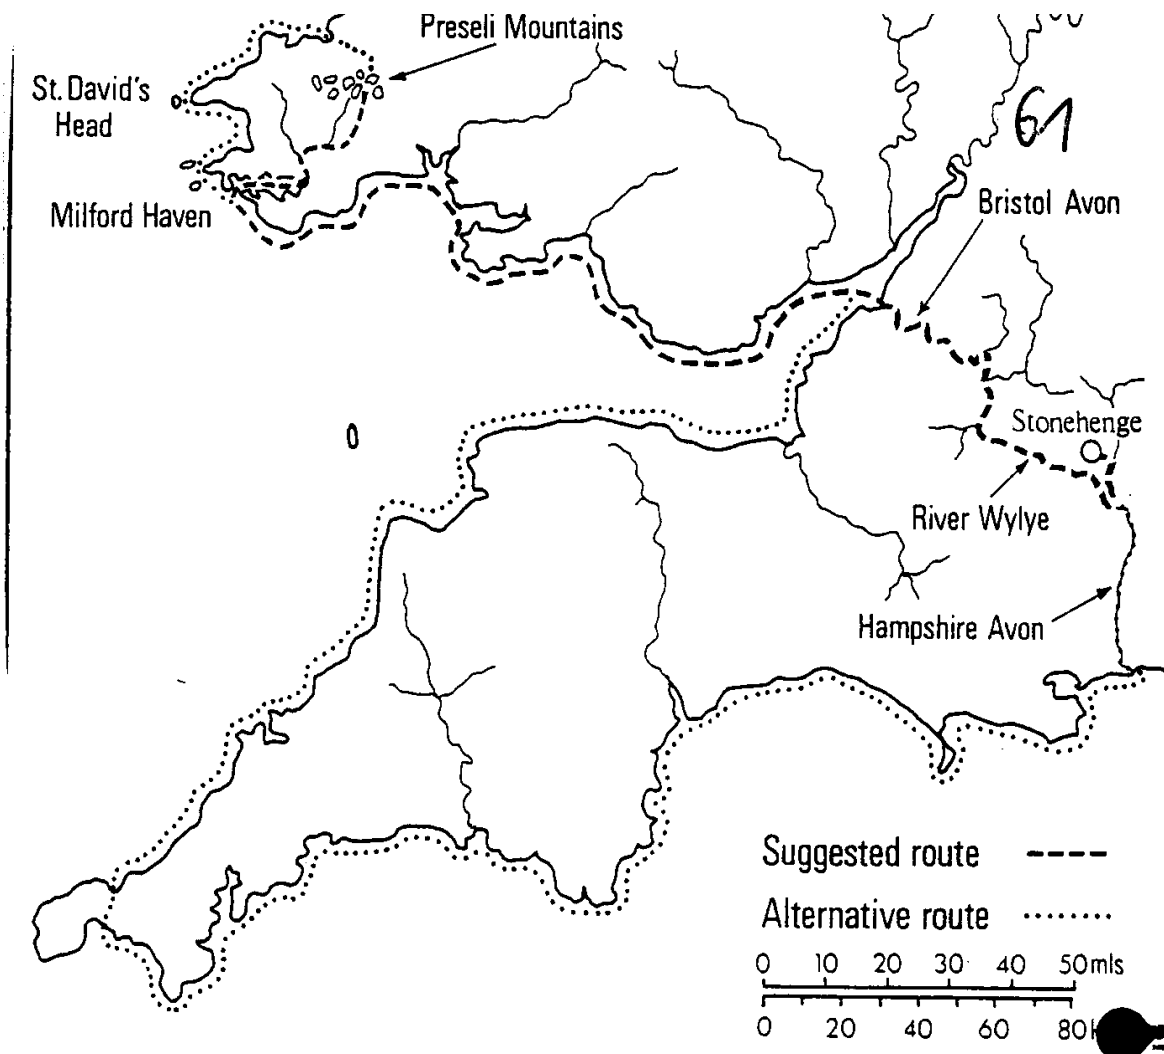 Preseli Mountains
St. David's
Head
61
Milford Haven
Bristol Avon
Stonehenge
River Wylye
Hampshire Avon
Suggested route
Alternative route
0 10 20 30 40 50mls
0 20 40 60 80